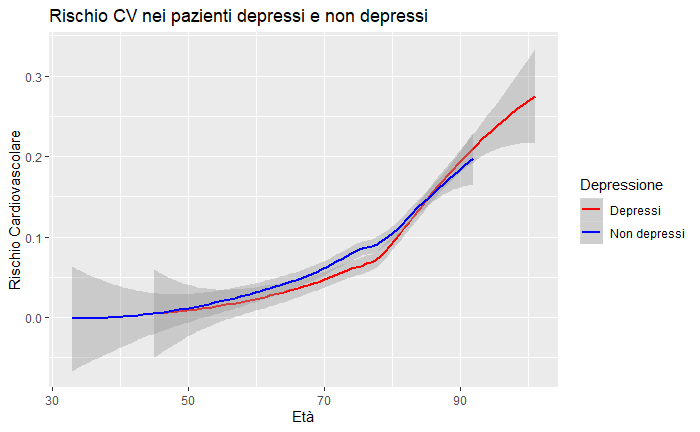 Rischio CV nei pazienti depressi e non depressi
Rischio Cardiovascolare
0.3
0.2
0.1
0.0
30
50
70
90
Età
Depressione
Depressi
Non depressi